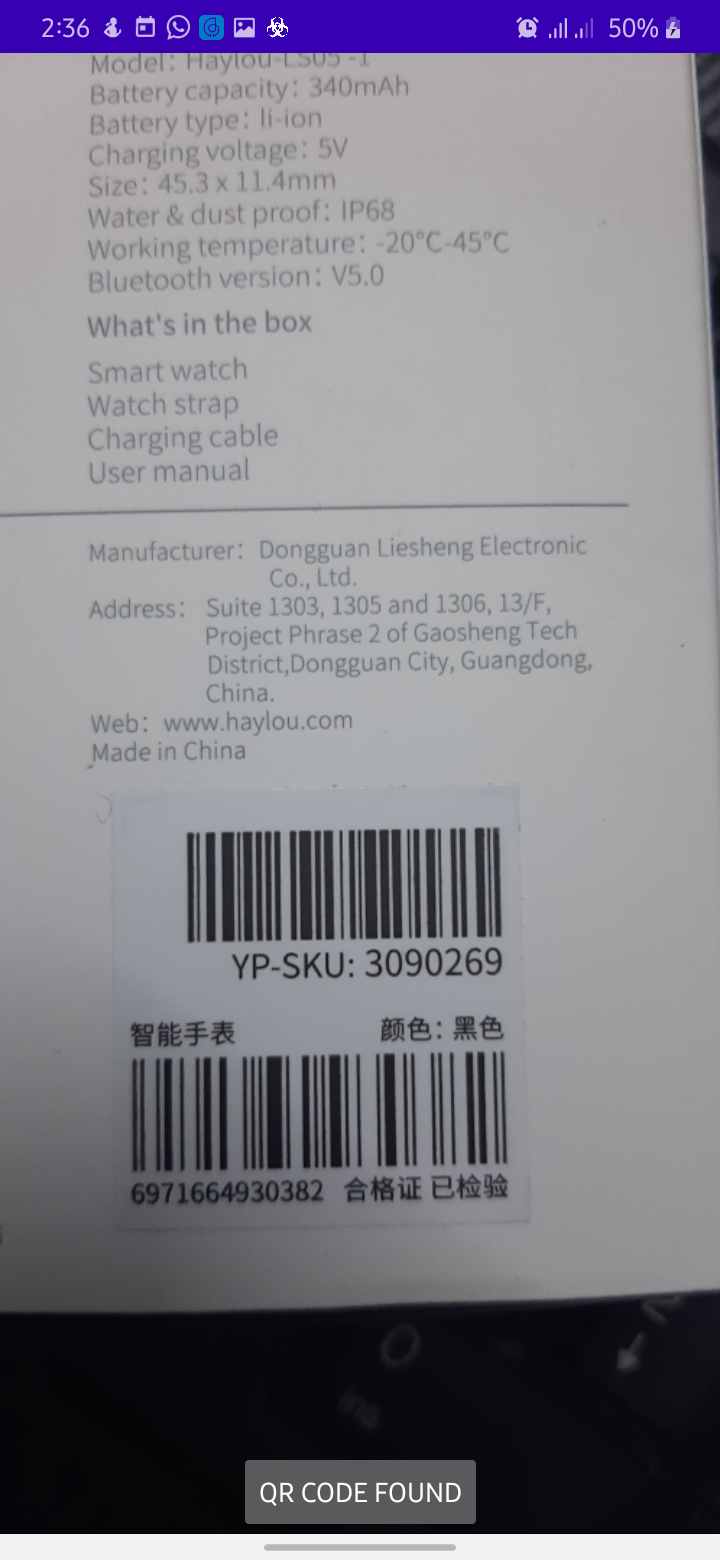 2:36
50%
Model: Haylou-LS05 -1
Battery capacity: 340mAh
Battery type: li-ion
Charging voltage: 5V
Size: 45.3 x 11.4mm
Water & dust proof: IP68
Working temperature: -20°C-45°C
Bluetooth version: V5.0
What's in the box
Smart watch
Watch strap
Charging cable
User manual
Manufacturer: Dongguan Liesheng Electronic
Co., Ltd.
Address: Suite 1303, 1305 and 1306, 13/F,
Project Phrase 2 of Gaosheng Tech
District,Dongguan City, Guangdong,
China.
Web: www.haylou.com
Made in China
YP-SKU: 3090269
智能手表 颜色: 黑色
6971664930382 合格证 已检验
O
Ins
QR CODE FOUND